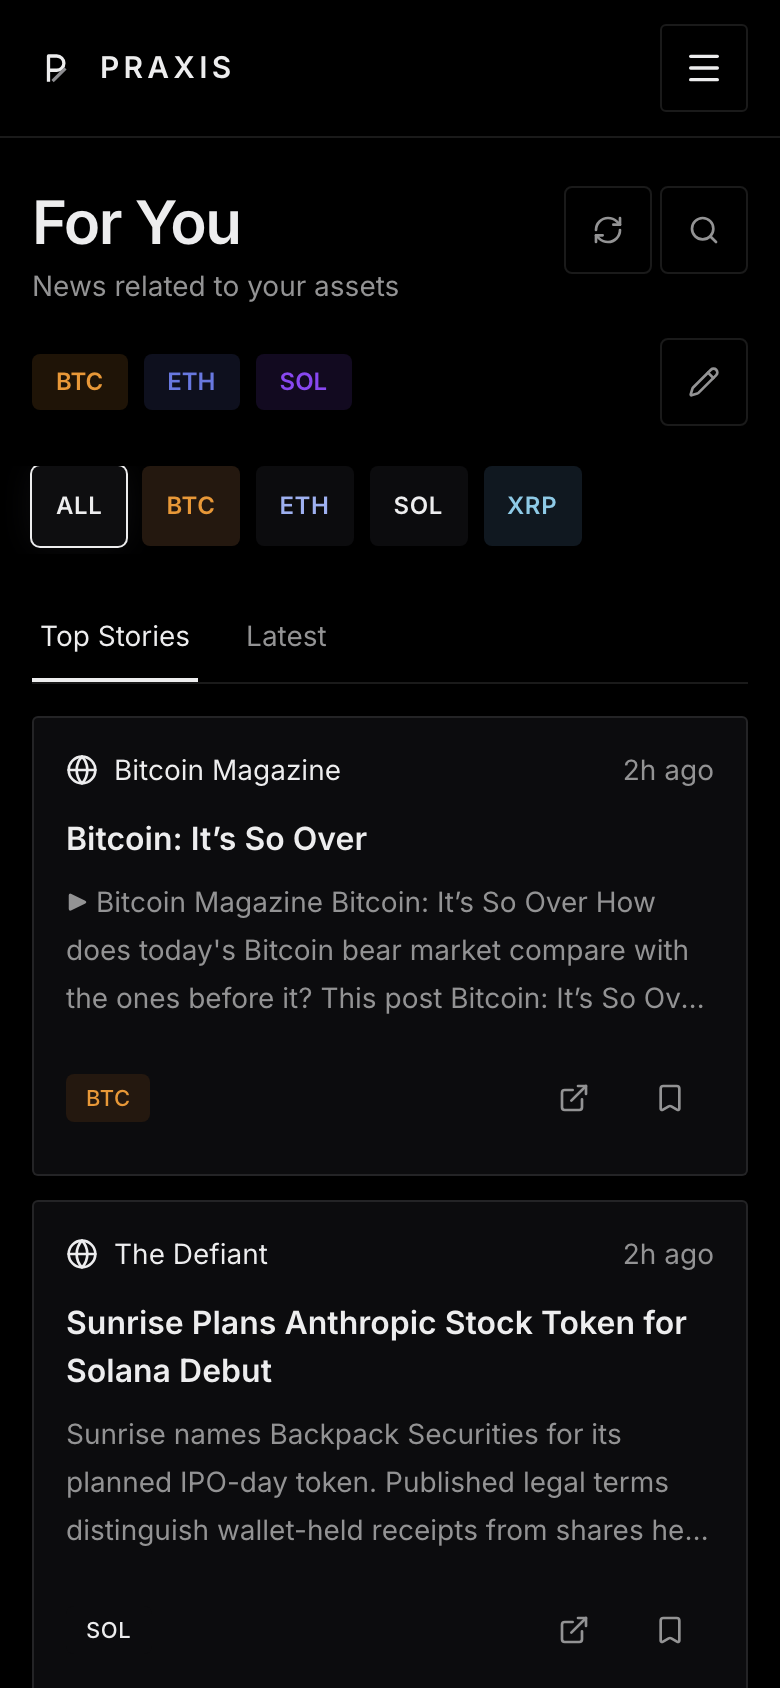 PRAXIS
For You
News related to your assets
BTC ETH SOL
ALL BTC ETH SOL XRP
Top Stories Latest
Bitcoin Magazine 2h ago
Bitcoin: It’s So Over
▶ Bitcoin Magazine Bitcoin: It’s So Over How
does today's Bitcoin bear market compare with
the ones before it? This post Bitcoin: It’s So Ov...
BTC
The Defiant 2h ago
Sunrise Plans Anthropic Stock Token for
Solana Debut
Sunrise names Backpack Securities for its
planned IPO-day token. Published legal terms
distinguish wallet-held receipts from shares he...
SOL